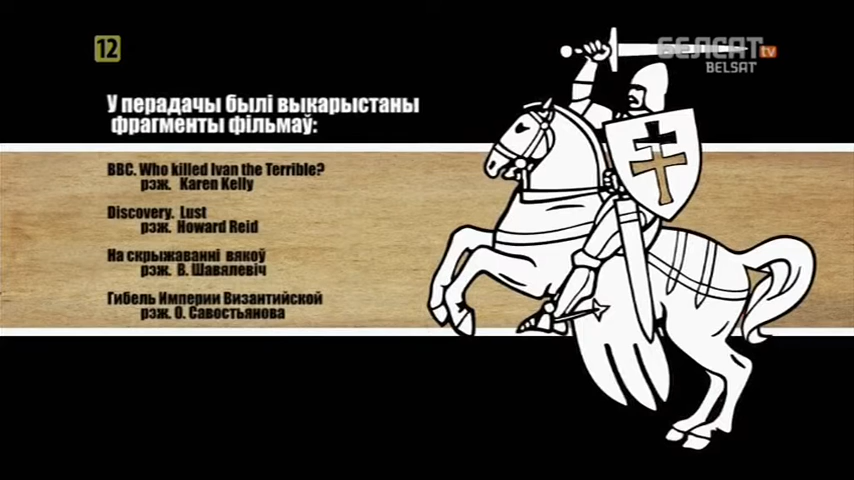 12
БЕЛСАТ tv
BELSAT
У перадачы былі выкарыстаны
фрагменты фільмаў:
BBC. Who killed Ivan the Terrible?
рэж. Karen Kelly
Discovery. Lust
рэж. Howard Reid
На скрыжаванні вякоў
рэж. В. Шавялевіч
Гибель Империи Византийской
рэж. О. Савостьянова